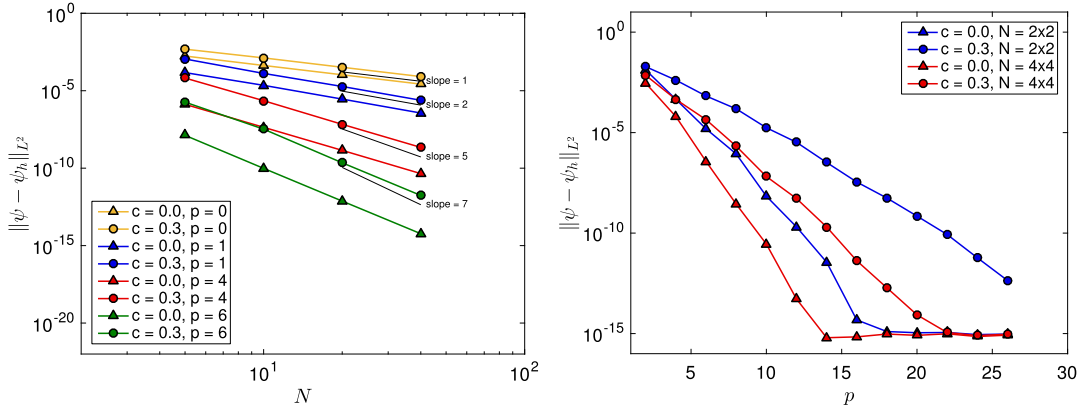 10^0
10^-5
10^-10
10^-15
10^-20
‖ψ − ψ_h‖_L²
slope = 1
slope = 2
slope = 5
slope = 7
c = 0.0, p = 0
c = 0.3, p = 0
c = 0.0, p = 1
c = 0.3, p = 1
c = 0.0, p = 4
c = 0.3, p = 4
c = 0.0, p = 6
c = 0.3, p = 6
10^1
10^2
N
10^0
10^-5
10^-10
10^-15
‖ψ − ψ_h‖_L²
c = 0.0, N = 2x2
c = 0.3, N = 2x2
c = 0.0, N = 4x4
c = 0.3, N = 4x4
5 10 15 20 25 30
p